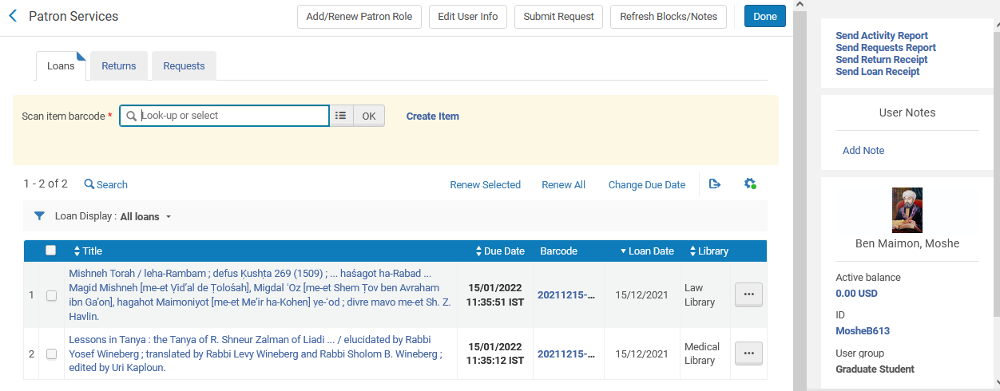 Patron Services
Add/Renew Patron Role
Edit User Info
Submit Request
Refresh Blocks/Notes
Done
Loans
Returns
Requests
Scan item barcode *
Look-up or select
OK
Create Item
1 - 2 of 2
Search
Renew Selected
Renew All
Change Due Date
Loan Display : All loans
Title
Due Date
Barcode
Loan Date
Library
1
Mishneh Torah / leha-Rambam ; defus Ḳushṭa 269 (1509) ; ... haśagot ha-Rabad ...
Magid Mishneh [me-et Ṿidʼal de Ṭolośah], Migdal ʻOz [me-et Shem Ṭov ben Avraham
ibn Gaʼon], hagahot Maimoniyot [me-et Meʼir ha-Kohen] ye-ʻod ; divre mavo me-et Sh. Z.
Havlin.
15/01/2022
11:35:51 IST
20211215-...
15/12/2021
Law
Library
...
2
Lessons in Tanya : the Tanya of R. Shneur Zalman of Liadi ... / elucidated by Rabbi
Yosef Wineberg ; translated by Rabbi Levy Wineberg and Rabbi Sholom B. Wineberg ;
edited by Uri Kaploun.
15/01/2022
11:35:12 IST
20211215-...
15/12/2021
Medical
Library
...
Send Activity Report
Send Requests Report
Send Return Receipt
Send Loan Receipt
User Notes
Add Note
Ben Maimon, Moshe
Active balance
0.00 USD
ID
MosheB613
User group
Graduate Student